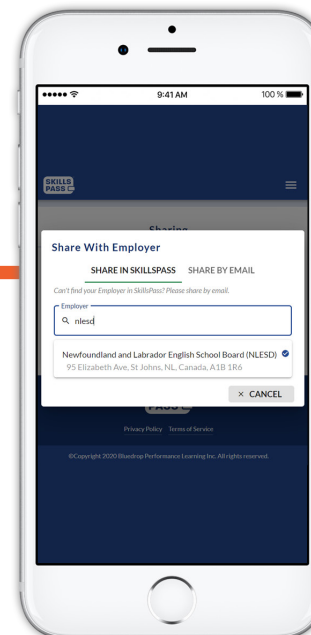 9:41 AM
100 %
SKILLS
PASS
Sharing
Share With Employer
SHARE IN SKILLSPASS SHARE BY EMAIL
Can't find your Employer in SkillsPass? Please share by email.
Employer
nlesd
Newfoundland and Labrador English School Board (NLESD)
95 Elizabeth Ave, St Johns, NL, Canada, A1B 1R6
× CANCEL
PASS
Privacy Policy Terms of Service
©Copyright 2020 Bluedrop Performance Learning Inc. All rights reserved.